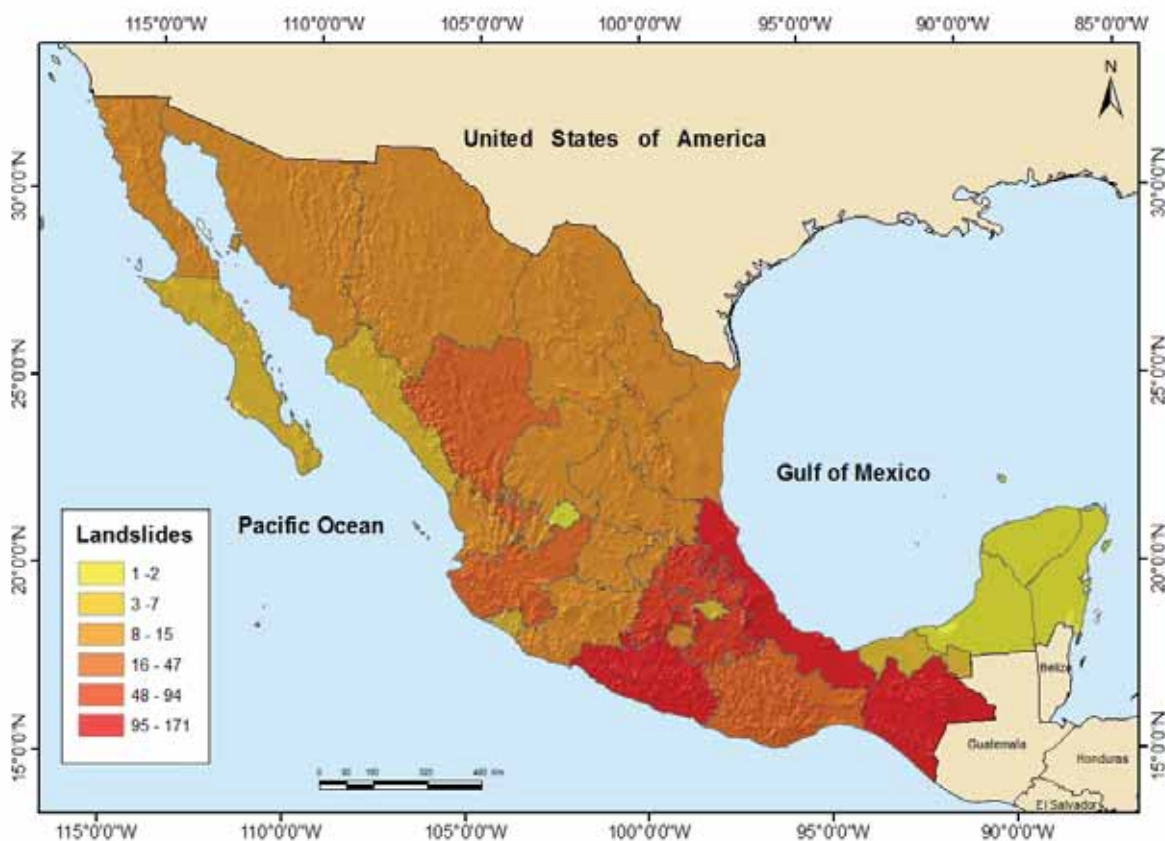 115°0'0"W 110°0'0"W 105°0'0"W 100°0'0"W 95°0'0"W 90°0'0"W 85°0'0"W
N
United States of America
30°0'0"N 30°0'0"N
25°0'0"N 25°0'0"N
Gulf of Mexico
Pacific Ocean
20°0'0"N 20°0'0"N
Landslides
1 -2
3 -7
8 - 15
16 - 47
48 - 94
95 - 171
Belize
Guatemala
Honduras
El Salvador
15°0'0"N 15°0'0"N
0
115°0'0"W 110°0'0"W 105°0'0"W 100°0'0"W 95°0'0"W 90°0'0"W